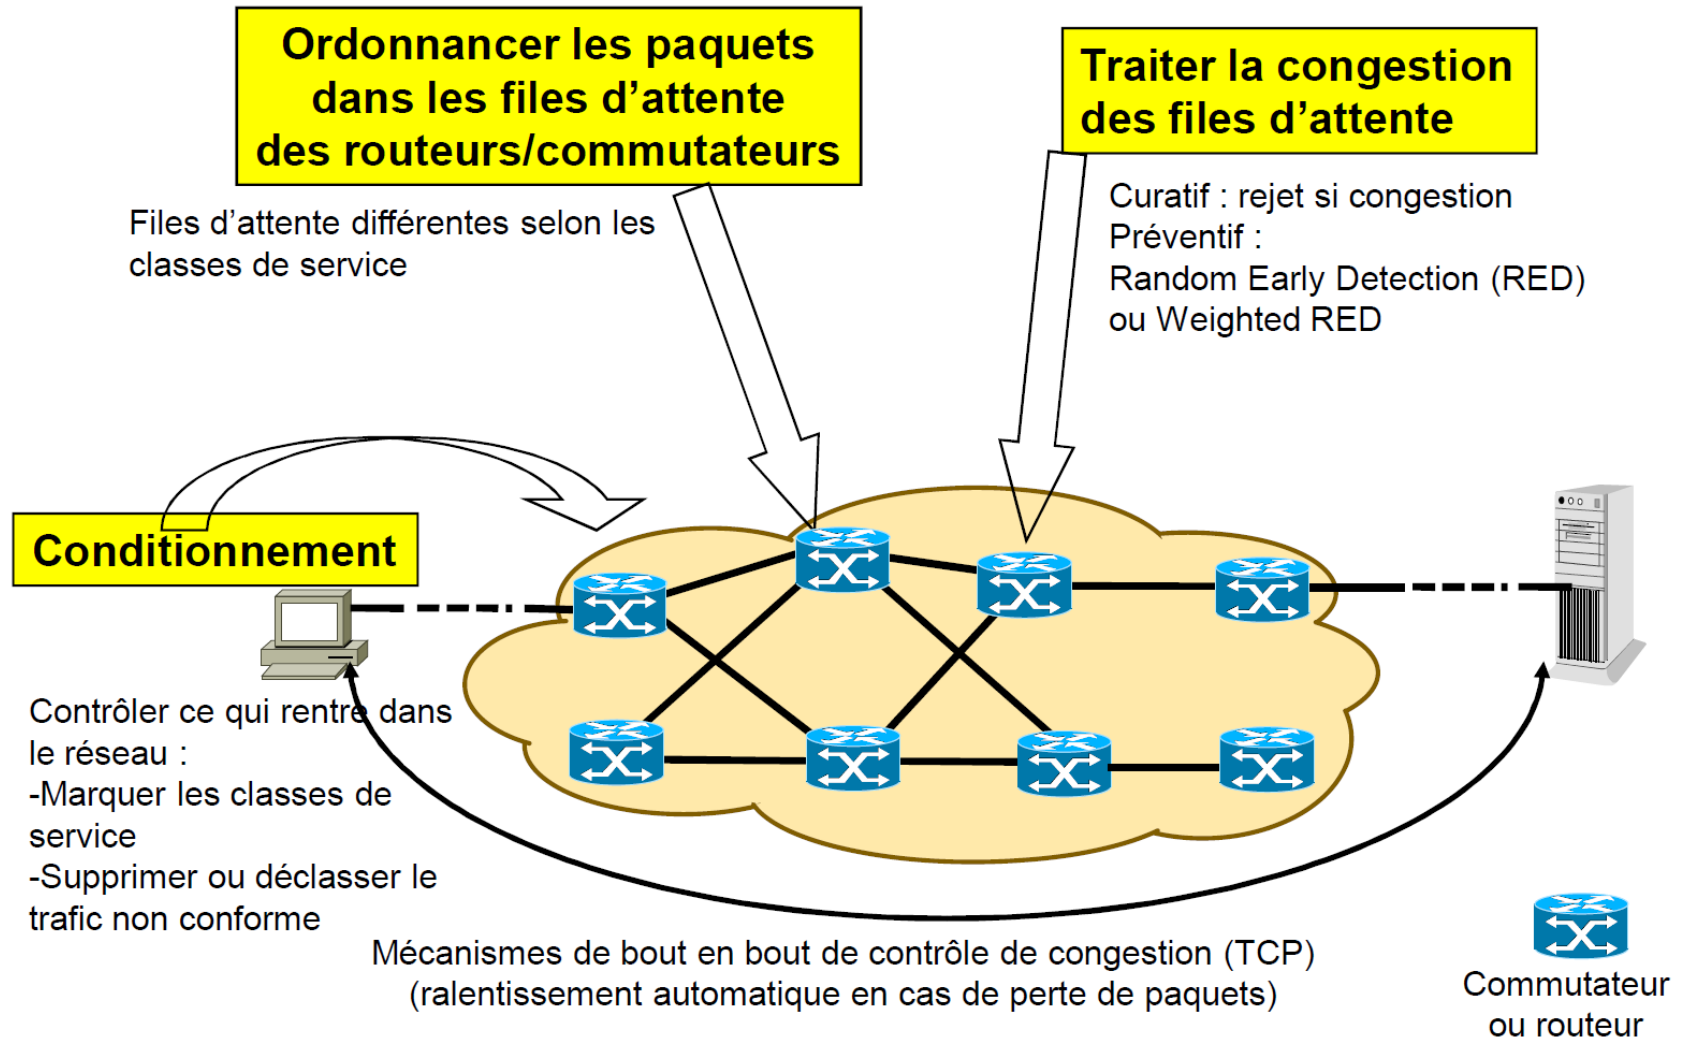 Ordonnancer les paquets
dans les files d’attente
des routeurs/commutateurs
Files d’attente différentes selon les
classes de service
Traiter la congestion
des files d’attente
Curatif : rejet si congestion
Préventif :
Random Early Detection (RED)
ou Weighted RED
Conditionnement
Contrôler ce qui rentre dans
le réseau :
-Marquer les classes de
service
-Supprimer ou déclasser le
trafic non conforme
Mécanismes de bout en bout de contrôle de congestion (TCP)
(ralentissement automatique en cas de perte de paquets)
Commutateur
ou routeur